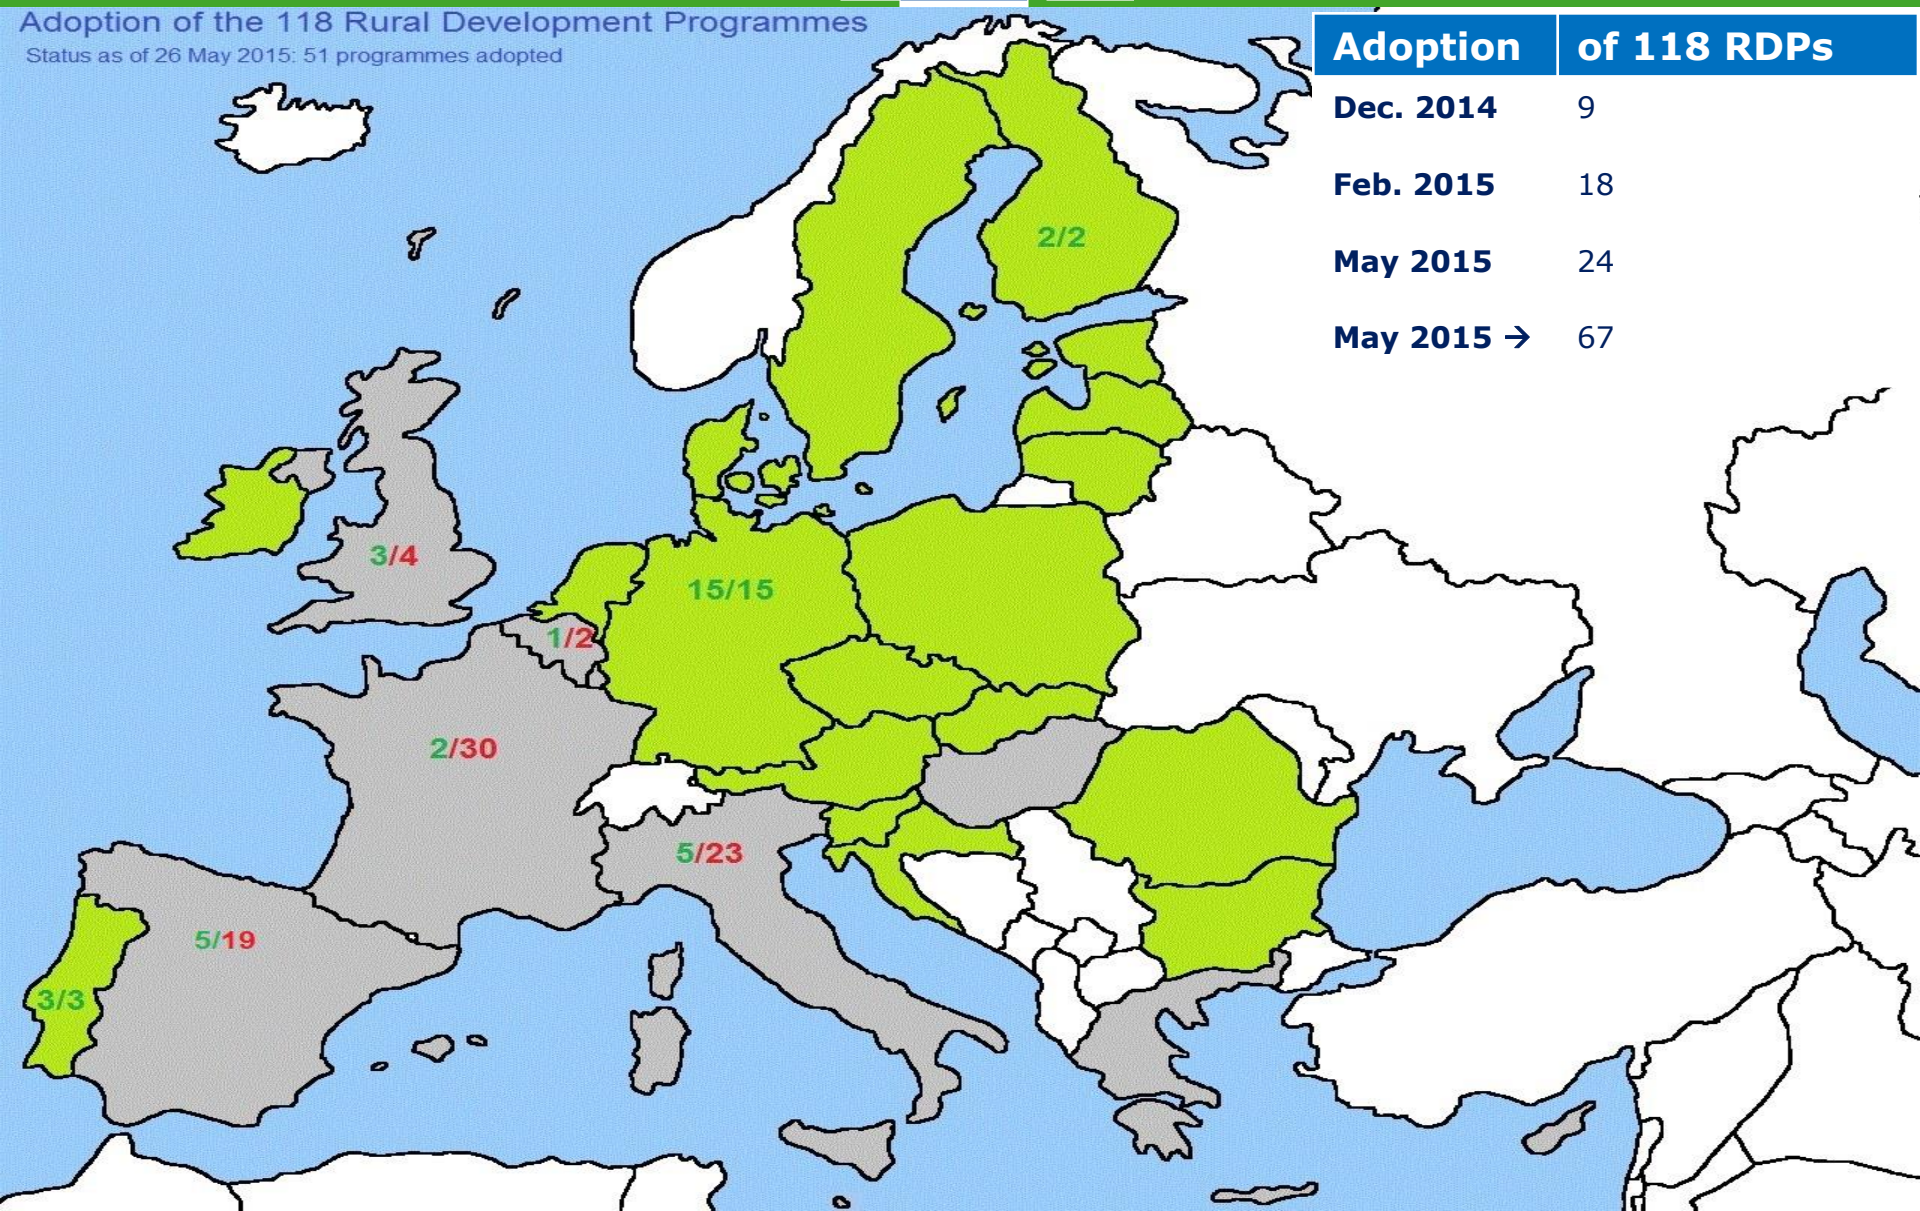 Adoption of the 118 Rural Development Programmes
Status as of 26 May 2015: 51 programmes adopted
Adoption of 118 RDPs
Dec. 2014 9
Feb. 2015 18
May 2015 24
May 2015 → 67
2/2
3/4
15/15
1/2
2/30
5/23
5/19
3/3